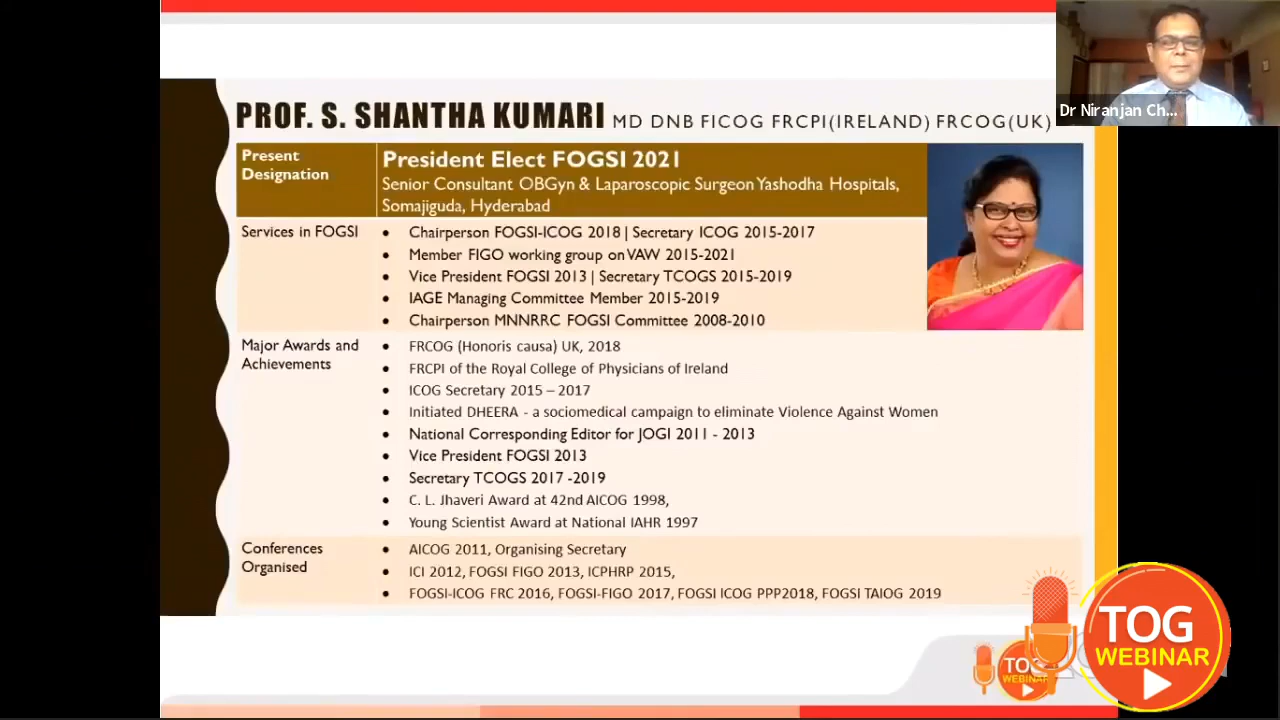 Dr Niranjan Ch...
PROF. S. SHANTHA KUMARI MD DNB FICOG FRCPI(IRELAND) FRCOG(UK)
Present
Designation
President Elect FOGSI 2021
Senior Consultant OBGyn & Laparoscopic Surgeon Yashodha Hospitals,
Somajiguda, Hyderabad
Services in FOGSI
• Chairperson FOGSI-ICOG 2018 | Secretary ICOG 2015-2017
• Member FIGO working group on VAW 2015-2021
• Vice President FOGSI 2013 | Secretary TCOGS 2015-2019
• IAGE Managing Committee Member 2015-2019
• Chairperson MNNRRC FOGSI Committee 2008-2010
Major Awards and
Achievements
• FRCOG (Honoris causa) UK, 2018
• FRCPI of the Royal College of Physicians of Ireland
• ICOG Secretary 2015 – 2017
• Initiated DHEERA - a sociomedical campaign to eliminate Violence Against Women
• National Corresponding Editor for JOGI 2011 - 2013
• Vice President FOGSI 2013
• Secretary TCOGS 2017 -2019
• C. L. Jhaveri Award at 42nd AICOG 1998,
• Young Scientist Award at National IAHR 1997
Conferences
Organised
• AICOG 2011, Organising Secretary
• ICI 2012, FOGSI FIGO 2013, ICPHRP 2015,
• FOGSI-ICOG FRC 2016, FOGSI-FIGO 2017, FOGSI ICOG PPP2018, FOGSI TAIOG 2019
TOG
WEBINAR
TOG
WEBINAR